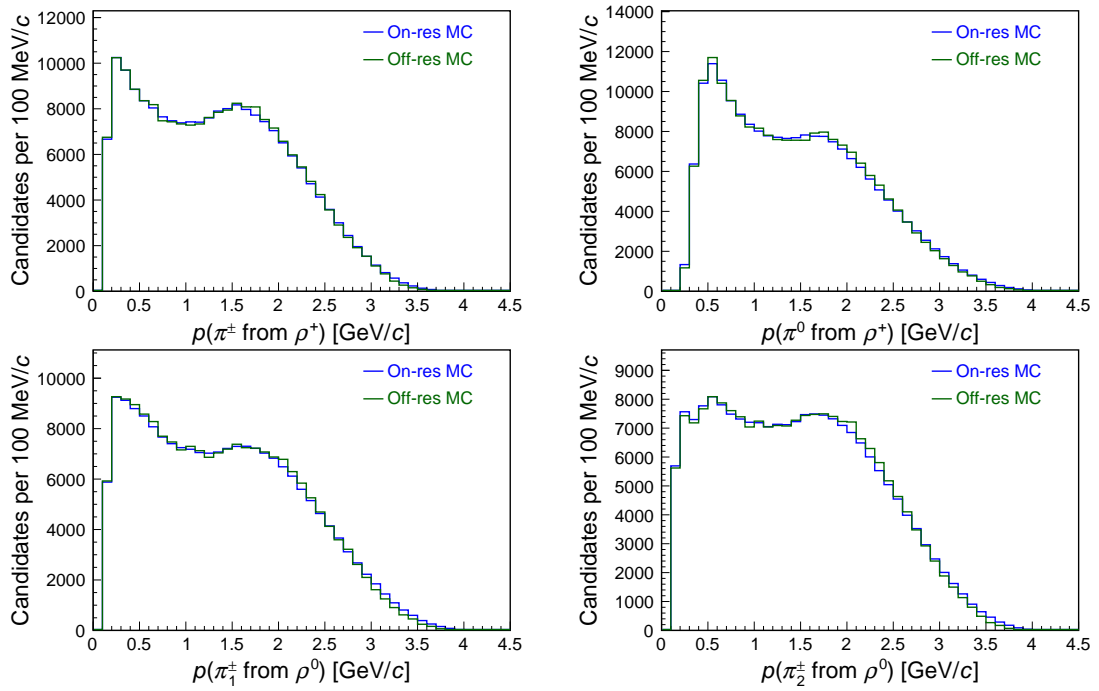 Candidates per 100 MeV/c
12000
10000
8000
6000
4000
2000
0
On-res MC
Off-res MC
0 0.5 1 1.5 2 2.5 3 3.5 4 4.5
p(π± from ρ⁺) [GeV/c]
Candidates per 100 MeV/c
14000
12000
10000
8000
6000
4000
2000
0
On-res MC
Off-res MC
0 0.5 1 1.5 2 2.5 3 3.5 4 4.5
p(π⁰ from ρ⁺) [GeV/c]
Candidates per 100 MeV/c
10000
8000
6000
4000
2000
0
On-res MC
Off-res MC
0 0.5 1 1.5 2 2.5 3 3.5 4 4.5
p(π₁± from ρ⁰) [GeV/c]
Candidates per 100 MeV/c
9000
8000
7000
6000
5000
4000
3000
2000
1000
0
On-res MC
Off-res MC
0 0.5 1 1.5 2 2.5 3 3.5 4 4.5
p(π₂± from ρ⁰) [GeV/c]